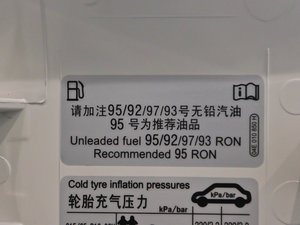 请加注95/92/97/93号无铅汽油
95 号为推荐油品
Unleaded fuel 95/92/97/93 RON
Recommended 95 RON
Cold tyre inflation pressures
轮胎充气压力
kPa/bar
kPa/bar